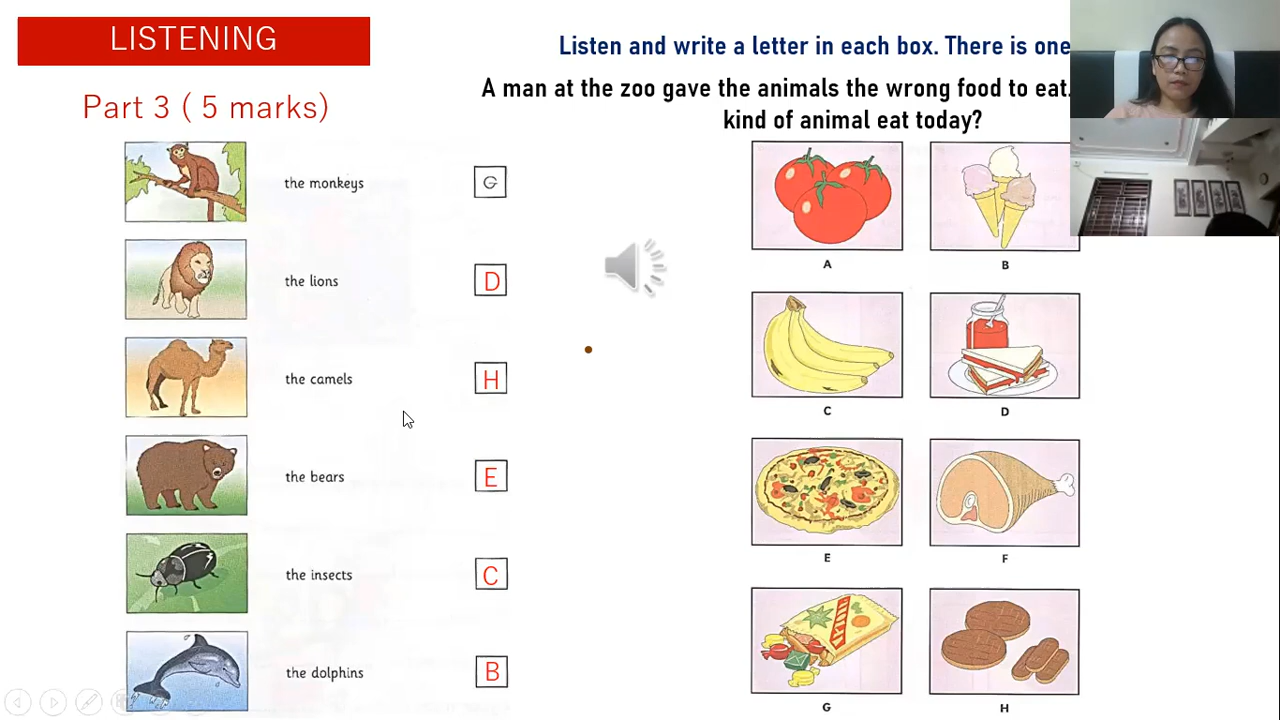 LISTENING
Part 3 ( 5 marks)
Listen and write a letter in each box. There is one
A man at the zoo gave the animals the wrong food to eat.
kind of animal eat today?
the monkeys G
the lions D
the camels H
the bears E
the insects C
the dolphins B
A B
C D
E F
G H